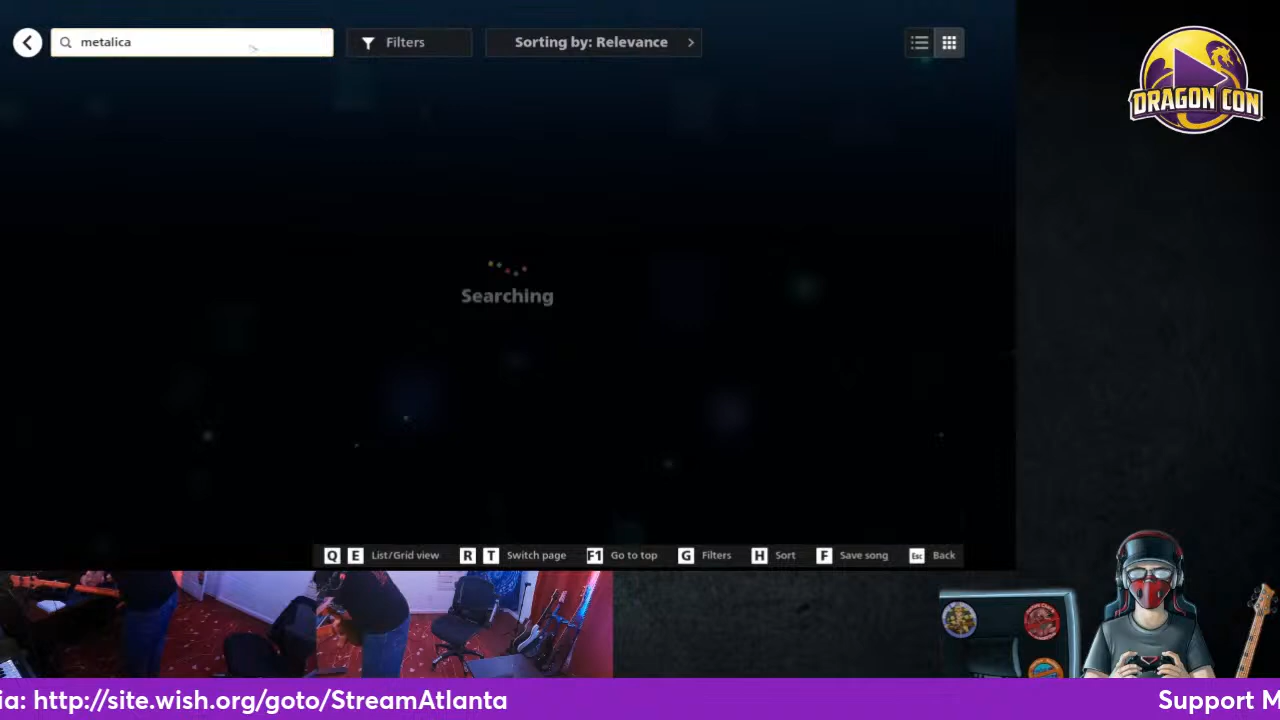 metalica
Filters
Sorting by: Relevance
DRAGON CON
Searching
Q E List/Grid view R T Switch page F1 Go to top G Filters H Sort F Save song Esc Back
ia: http://site.wish.org/goto/StreamAtlanta
Support M